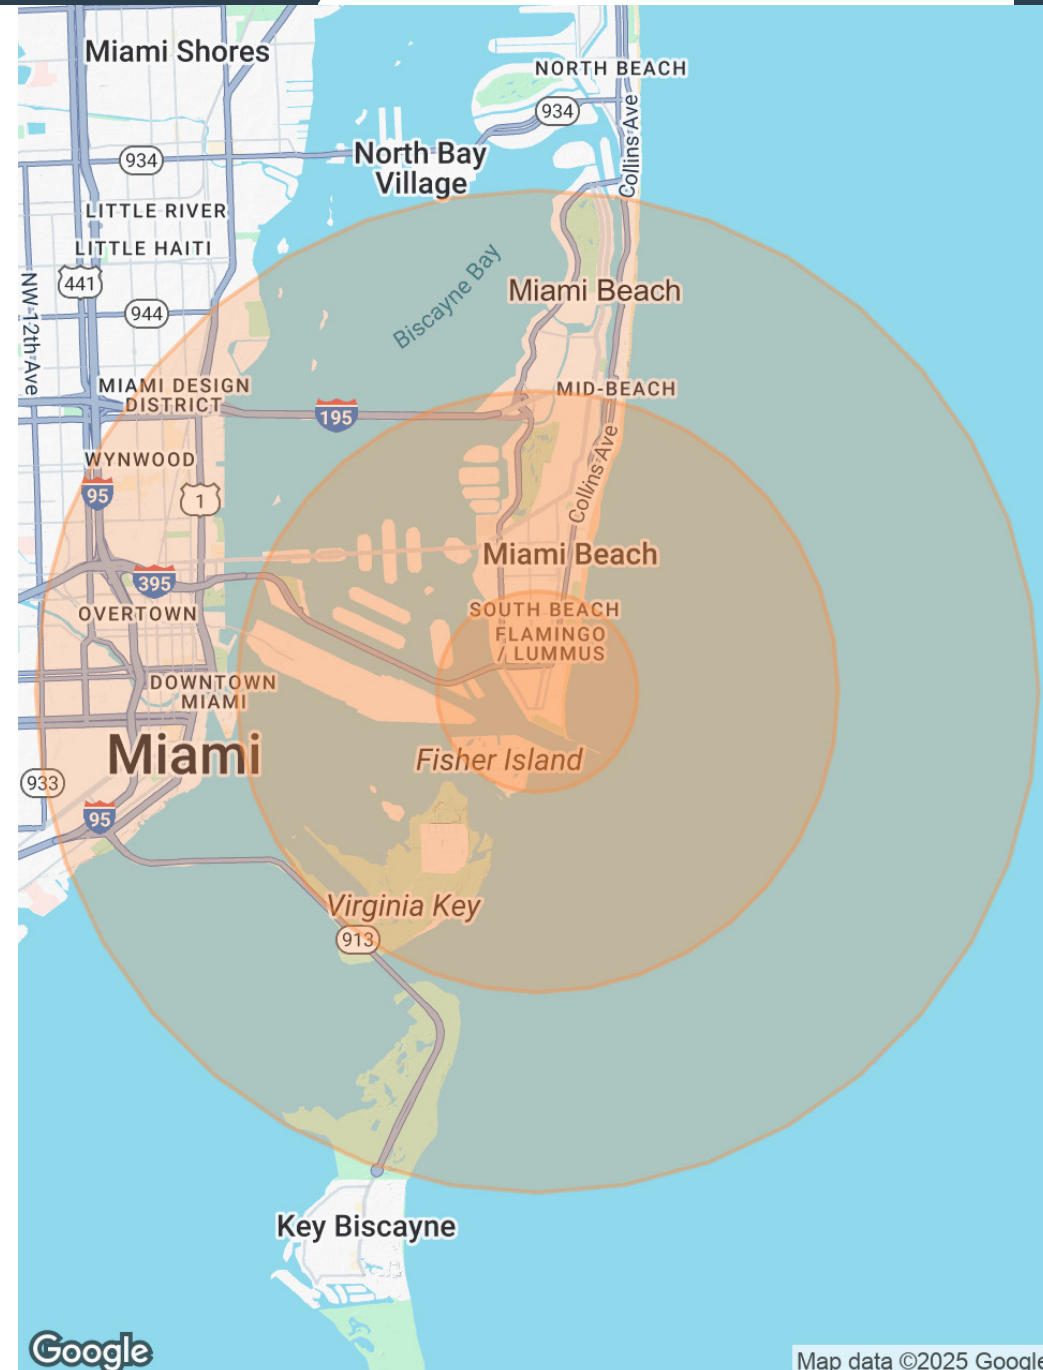 Miami Shores
NORTH BEACH
934
Collins Ave
934
North Bay
Village
LITTLE RIVER
LITTLE HAITI
441
NW 12th Ave
944
Biscayne Bay
Miami Beach
MIAMI DESIGN
DISTRICT
195
MID-BEACH
WYNWOOD
95
1
Collins Ave
Miami Beach
395
OVERTOWN
SOUTH BEACH
FLAMINGO
/ LUMMUS
DOWNTOWN
MIAMI
Miami
Fisher Island
933
95
Virginia Key
913
Key Biscayne
Google
Map data ©2025 Google